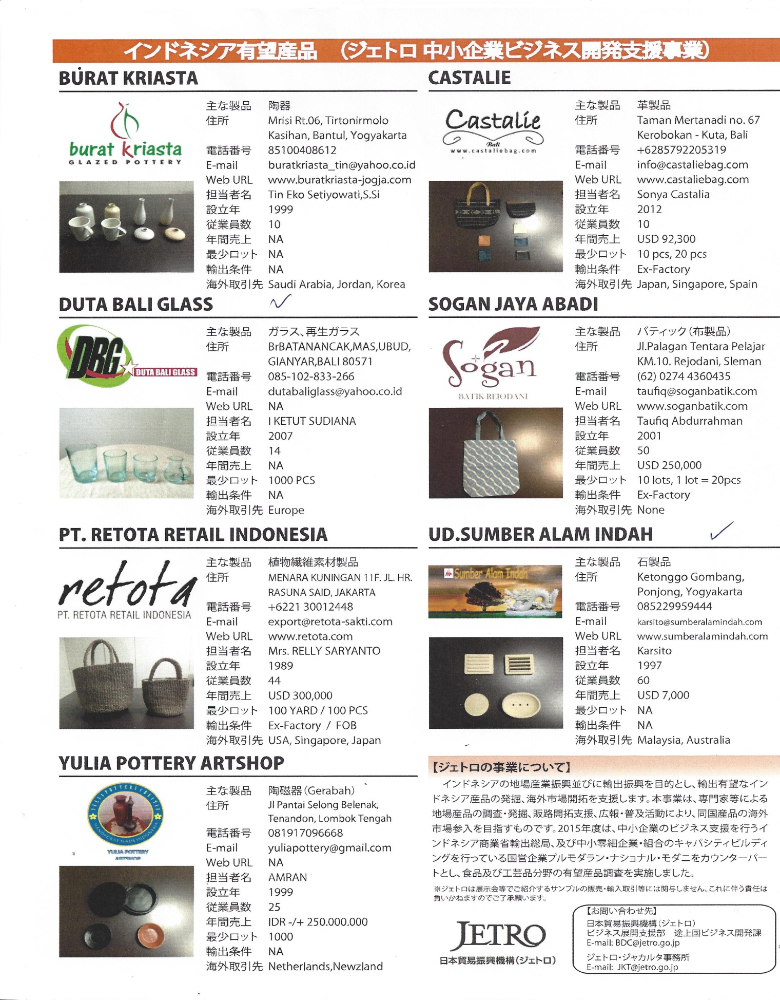 インドネシア有望産品 (ジェトロ 中小企業ビジネス開発支援事業)
BURAT KRIASTA
burat kriasta
GLAZED POTTERY
主な製品 陶器
住所 Mrisi Rt.06, Tirtonirmolo
Kasihan, Bantul, Yogyakarta
電話番号 85100408612
E-mail buratkriasta_tin@yahoo.co.id
Web URL www.buratkriasta-jogja.com
担当者名 Tin Eko Setiyowati,S.Si
設立年 1999
従業員数 10
年間売上 NA
最少ロット NA
輸出条件 NA
海外取引先 Saudi Arabia, Jordan, Korea
CASTALIE
Castalie
Bali
www.castaliebag.com
主な製品 革製品
住所 Taman Mertanadi no. 67
Kerobokan - Kuta, Bali
電話番号 +6285792205319
E-mail info@castaliebag.com
Web URL www.castaliebag.com
担当者名 Sonya Castalia
設立年 2012
従業員数 10
年間売上 USD 92,300
最少ロット 10 pcs, 20 pcs
輸出条件 Ex-Factory
海外取引先 Japan, Singapore, Spain
DUTA BALI GLASS
DBG
DUTA BALI GLASS
主な製品 ガラス、再生ガラス
住所 BrBATANANCAK,MAS,UBUD,
GIANYAR,BALI 80571
電話番号 085-102-833-266
E-mail dutabaliglass@yahoo.co.id
Web URL NA
担当者名 I KETUT SUDIANA
設立年 2007
従業員数 14
年間売上 NA
最少ロット 1000 PCS
輸出条件 NA
海外取引先 Europe
SOGAN JAYA ABADI
Sogan
BATIK REJODANI
主な製品 バティック（布製品）
住所 Jl.Palagan Tentara Pelajar
KM.10. Rejodani, Sleman
電話番号 (62) 0274 4360435
E-mail taufiq@soganbatik.com
Web URL www.soganbatik.com
担当者名 Taufiq Abdurrahman
設立年 2001
従業員数 50
年間売上 USD 250,000
最少ロット 10 lots, 1 lot = 20pcs
輸出条件 Ex-Factory
海外取引先 None
PT. RETOTA RETAIL INDONESIA
retota
PT. RETOTA RETAIL INDONESIA
主な製品 植物繊維素材製品
住所 MENARA KUNINGAN 11F. JL. HR.
RASUNA SAID, JAKARTA
電話番号 +6221 30012448
E-mail export@retota-sakti.com
Web URL www.retota.com
担当者名 Mrs. RELLY SARYANTO
設立年 1989
従業員数 44
年間売上 USD 300,000
最少ロット 100 YARD / 100 PCS
輸出条件 Ex-Factory / FOB
海外取引先 USA, Singapore, Japan
UD.SUMBER ALAM INDAH
Sumber Alam Indah
主な製品 石製品
住所 Ketonggo Gombang,
Ponjong, Yogyakarta
電話番号 085229959444
E-mail karsito@sumberalamindah.com
Web URL www.sumberalamindah.com
担当者名 Karsito
設立年 1997
従業員数 60
年間売上 USD 7,000
最少ロット NA
輸出条件 NA
海外取引先 Malaysia, Australia
YULIA POTTERY ARTSHOP
YULIA POTTERY
ARTSHOP
主な製品 陶磁器（Gerabah）
住所 Jl Pantai Selong Belenak,
Tenandon, Lombok Tengah
電話番号 081917096668
E-mail yuliapottery@gmail.com
Web URL NA
担当者名 AMRAN
設立年 1999
従業員数 25
年間売上 IDR -/+ 250.000.000
最少ロット 1000
輸出条件 NA
海外取引先 Netherlands,Newzland
【ジェトロの事業について】
インドネシアの地場産業振興並びに輸出振興を目的とし、輸出有望なイン
ドネシア産品の発掘、海外市場開拓を支援します。本事業は、専門家等による
地場産品の調査・発掘、販路開拓支援、広報・普及活動により、同国産品の海外
市場参入を目指すものです。2015年度は、中小企業のビジネス支援を行うイ
ンドネシア商業省輸出総局、及び中小零細企業・組合のキャパシティビルディ
ングを行っている国営企業プルモダラン・ナショナル・モダニをカウンターパー
トとし、食品及び工芸品分野の有望産品調査を実施しました。
※ジェトロは展示会等でご紹介するサンプルの販売・輸入取引等には関与しません。これに伴う責任は
負いかねますのでご了承願います。
JETRO
日本貿易振興機構（ジェトロ）
【お問い合わせ先】
日本貿易振興機構（ジェトロ）
ビジネス展開支援部 途上国ビジネス開発課
E-mail: BDC@jetro.go.jp
ジェトロ・ジャカルタ事務所
E-mail: JKT@jetro.go.jp